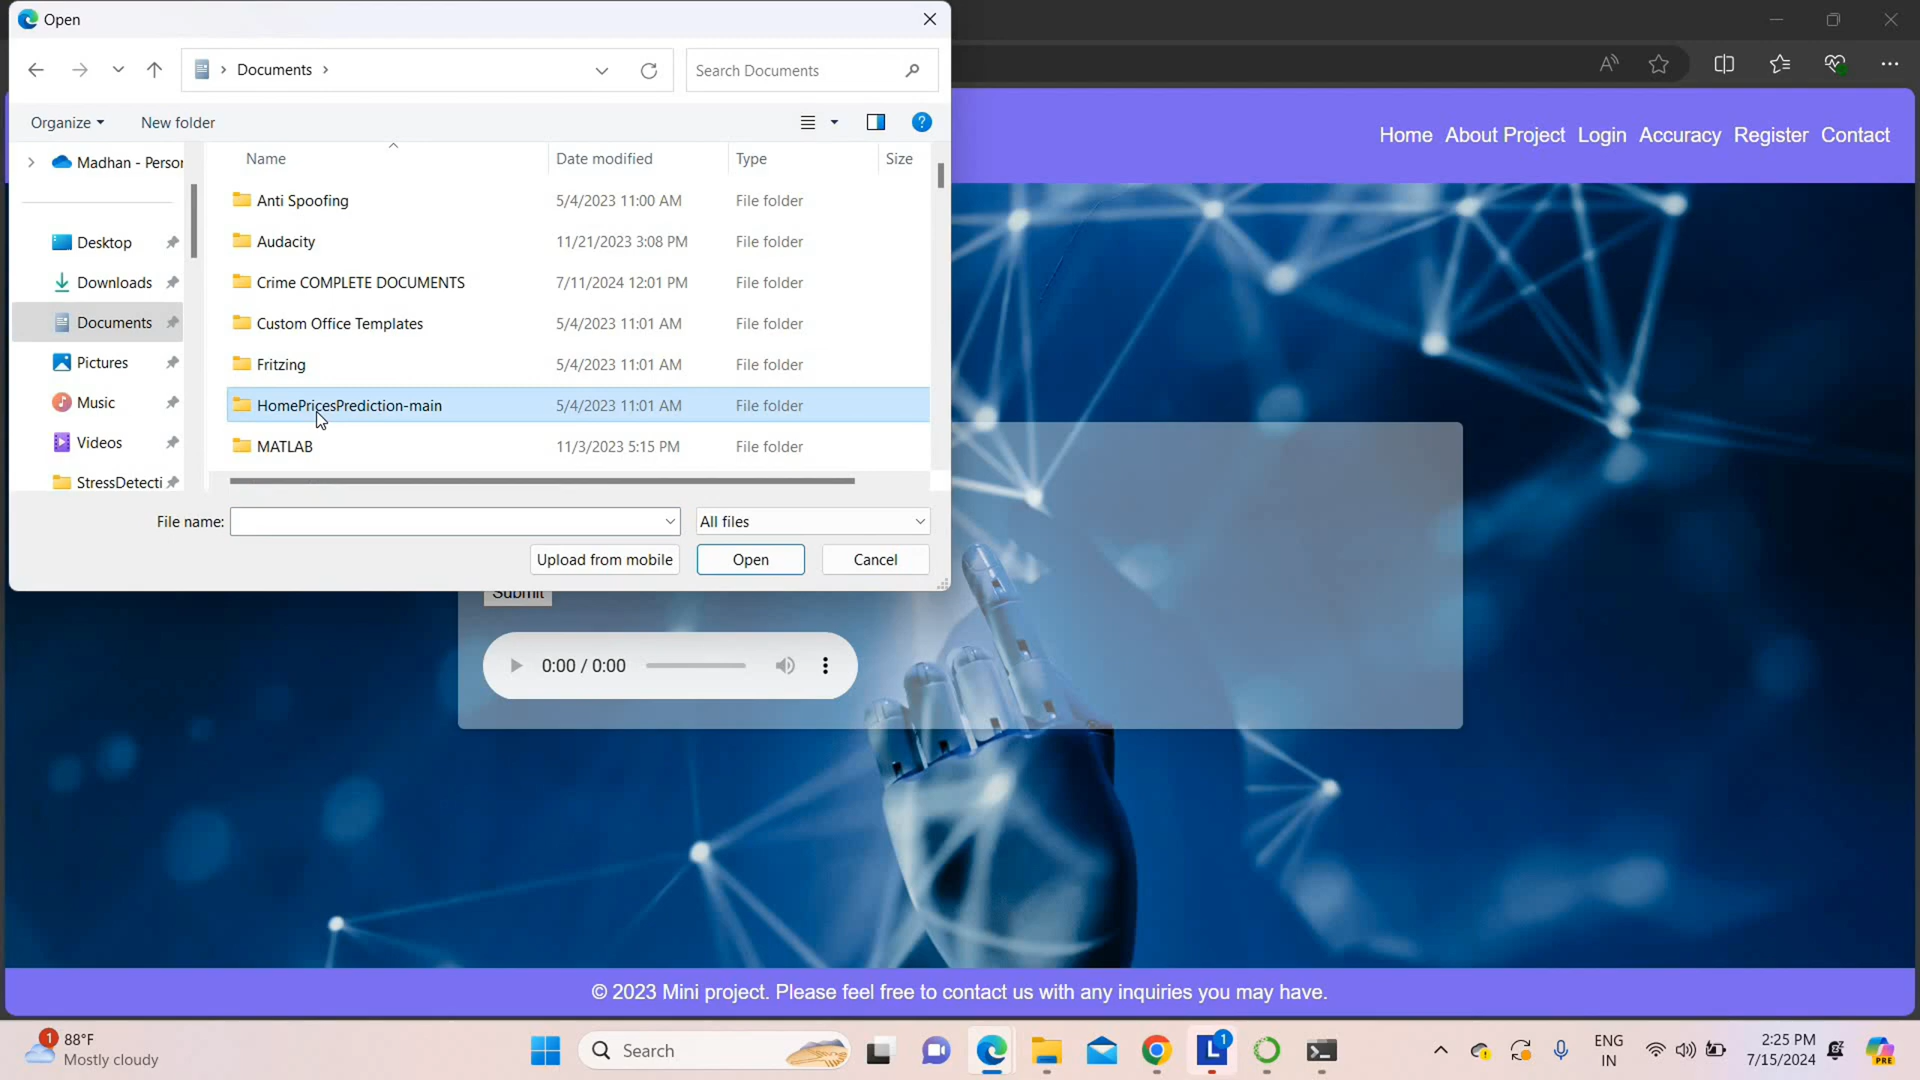 Open
Documents
Search Documents
Organize
New folder
Name
Date modified
Type
Size
Madhan - Person
Desktop
Downloads
Documents
Pictures
Music
Videos
StressDetecti
Anti Spoofing 5/4/2023 11:00 AM File folder
Audacity 11/21/2023 3:08 PM File folder
Crime COMPLETE DOCUMENTS 7/11/2024 12:01 PM File folder
Custom Office Templates 5/4/2023 11:01 AM File folder
Fritzing 5/4/2023 11:01 AM File folder
HomePricesPrediction-main 5/4/2023 11:01 AM File folder
MATLAB 11/3/2023 5:15 PM File folder
File name:
All files
Upload from mobile
Open
Cancel
Home About Project Login Accuracy Register Contact
Submit
0:00 / 0:00
© 2023 Mini project. Please feel free to contact us with any inquiries you may have.
1
88°F
Mostly cloudy
Search
L
1
ENG
IN
2:25 PM
7/15/2024
PRE